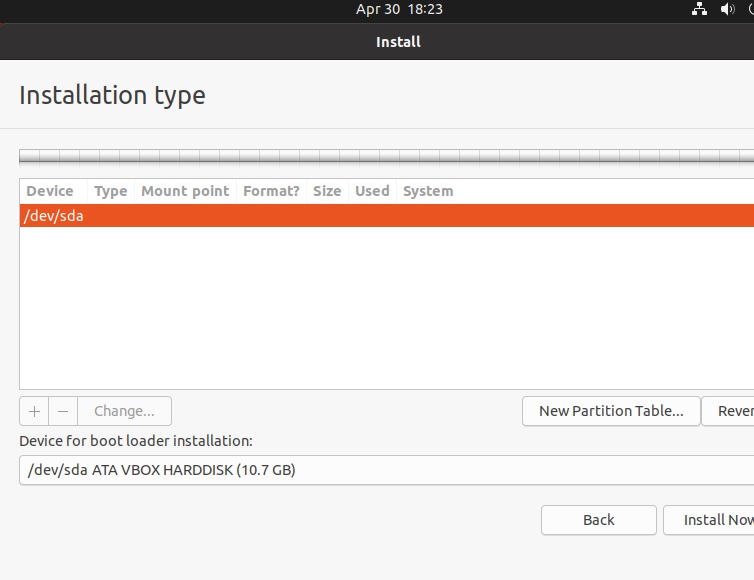 Apr 30 18:23
Install
Installation type
Device Type Mount point Format? Size Used System
/dev/sda
+ − Change... New Partition Table... Rever
Device for boot loader installation:
/dev/sda ATA VBOX HARDDISK (10.7 GB)
Back Install Now